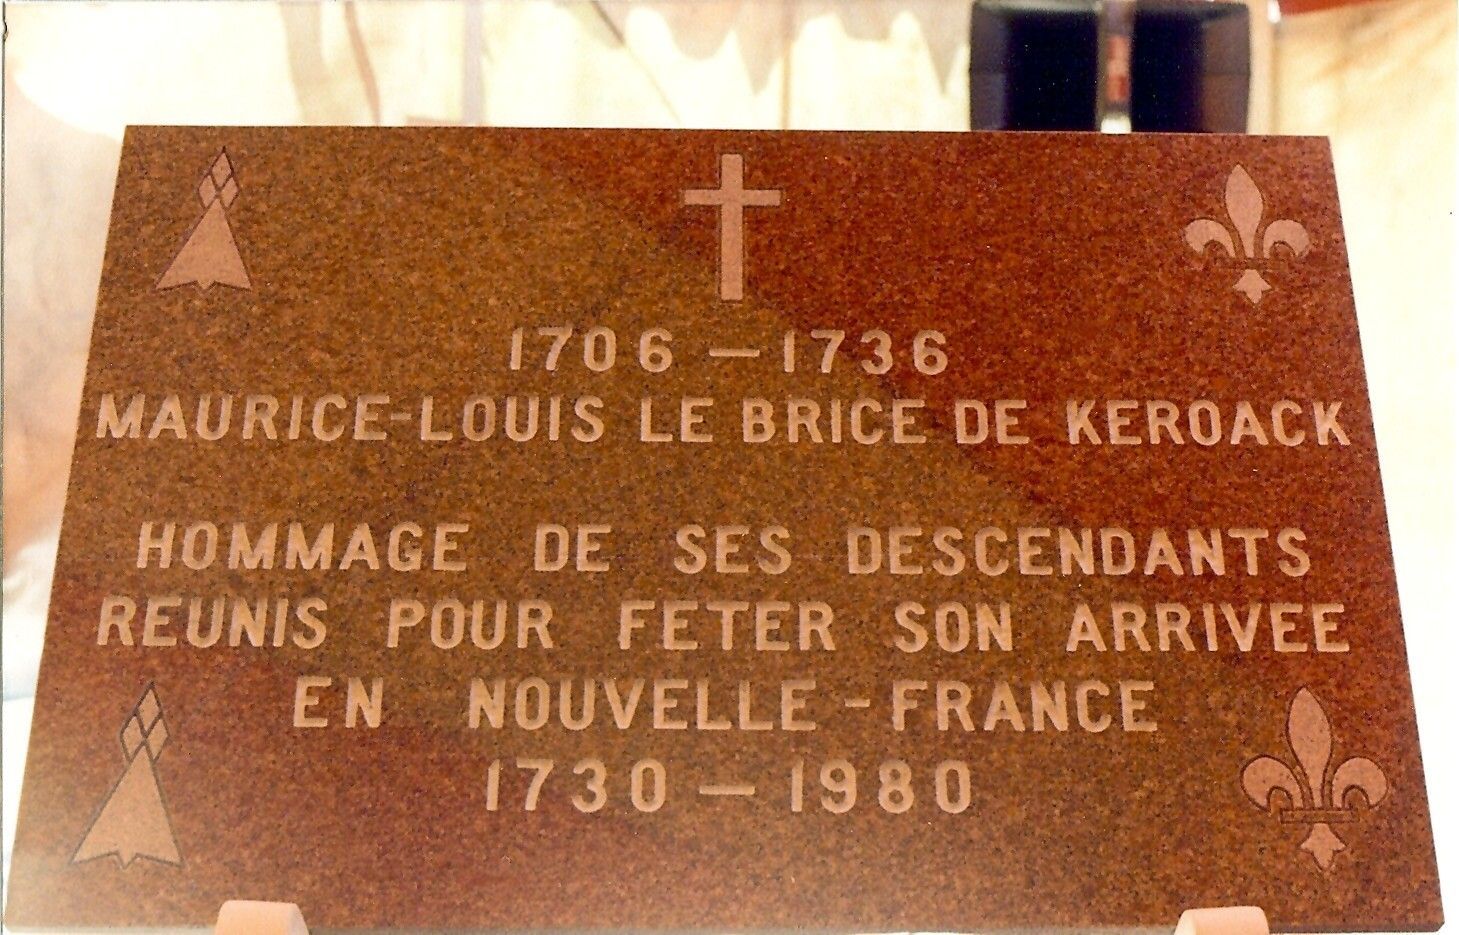 1706 — 1736
MAURICE-LOUIS LE BRICE DE KEROACK
HOMMAGE DE SES DESCENDANTS
REUNIS POUR FETER SON ARRIVEE
EN NOUVELLE-FRANCE
1730 — 1980